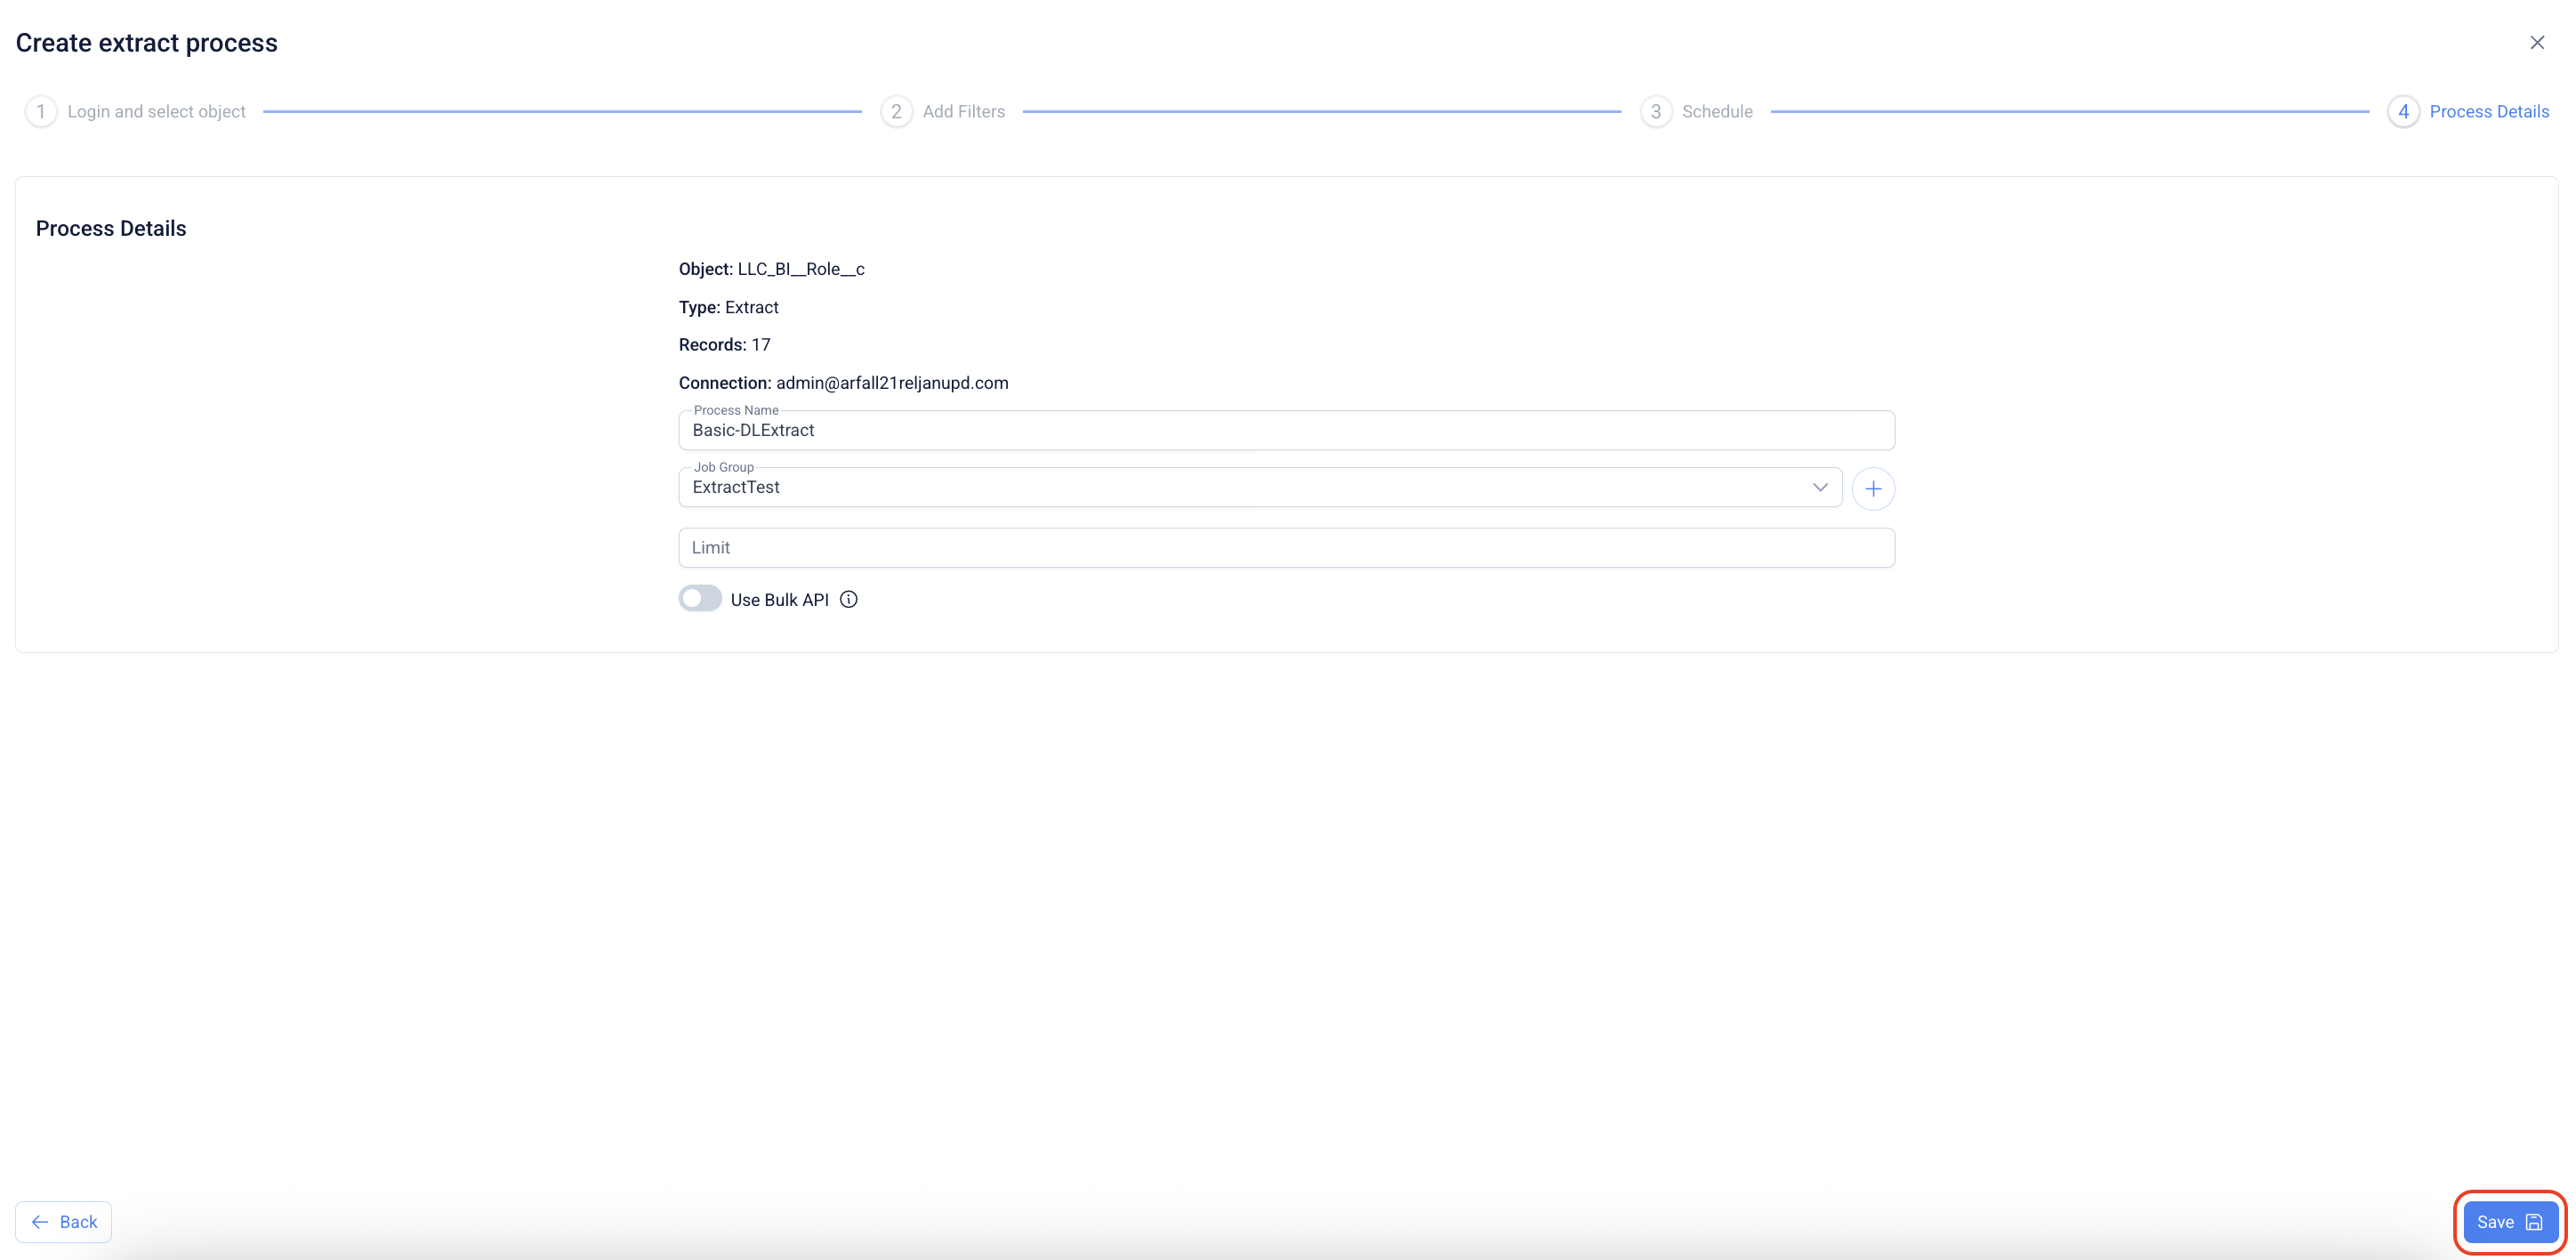 Create extract process
1 Login and select object 2 Add Filters 3 Schedule 4 Process Details
Process Details
Object: LLC_BI__Role__c
Type: Extract
Records: 17
Connection: admin@arfall21reljanupd.com
Process Name
Basic-DLExtract
Job Group
ExtractTest
Limit
Use Bulk API
Back
Save